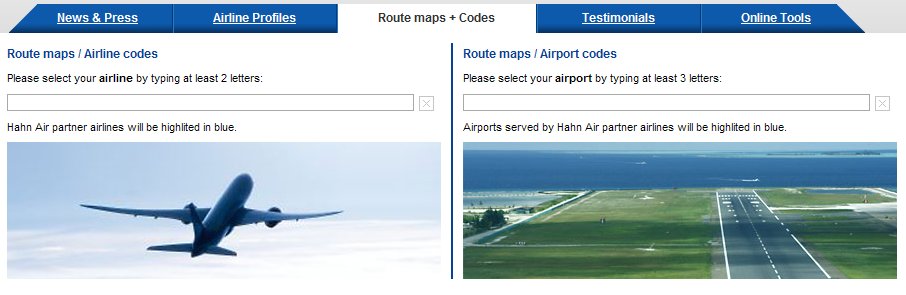 News & Press
Airline Profiles
Route maps + Codes
Testimonials
Online Tools
Route maps / Airline codes
Please select your airline by typing at least 2 letters:
Hahn Air partner airlines will be highlited in blue.
Route maps / Airport codes
Please select your airport by typing at least 3 letters:
Airports served by Hahn Air partner airlines will be highlited in blue.